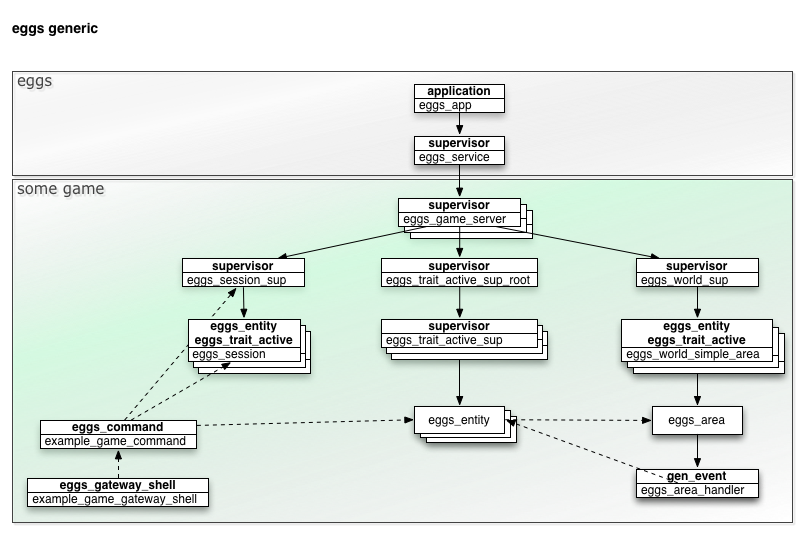 eggs generic
eggs
application
eggs_app
supervisor
eggs_service
some game
supervisor
eggs_game_server
supervisor
eggs_session_sup
supervisor
eggs_trait_active_sup_root
supervisor
eggs_world_sup
eggs_entity
eggs_trait_active
eggs_session
supervisor
eggs_trait_active_sup
eggs_entity
eggs_trait_active
eggs_world_simple_area
eggs_command
example_game_command
eggs_entity
eggs_area
eggs_gateway_shell
example_game_gateway_shell
gen_event
eggs_area_handler